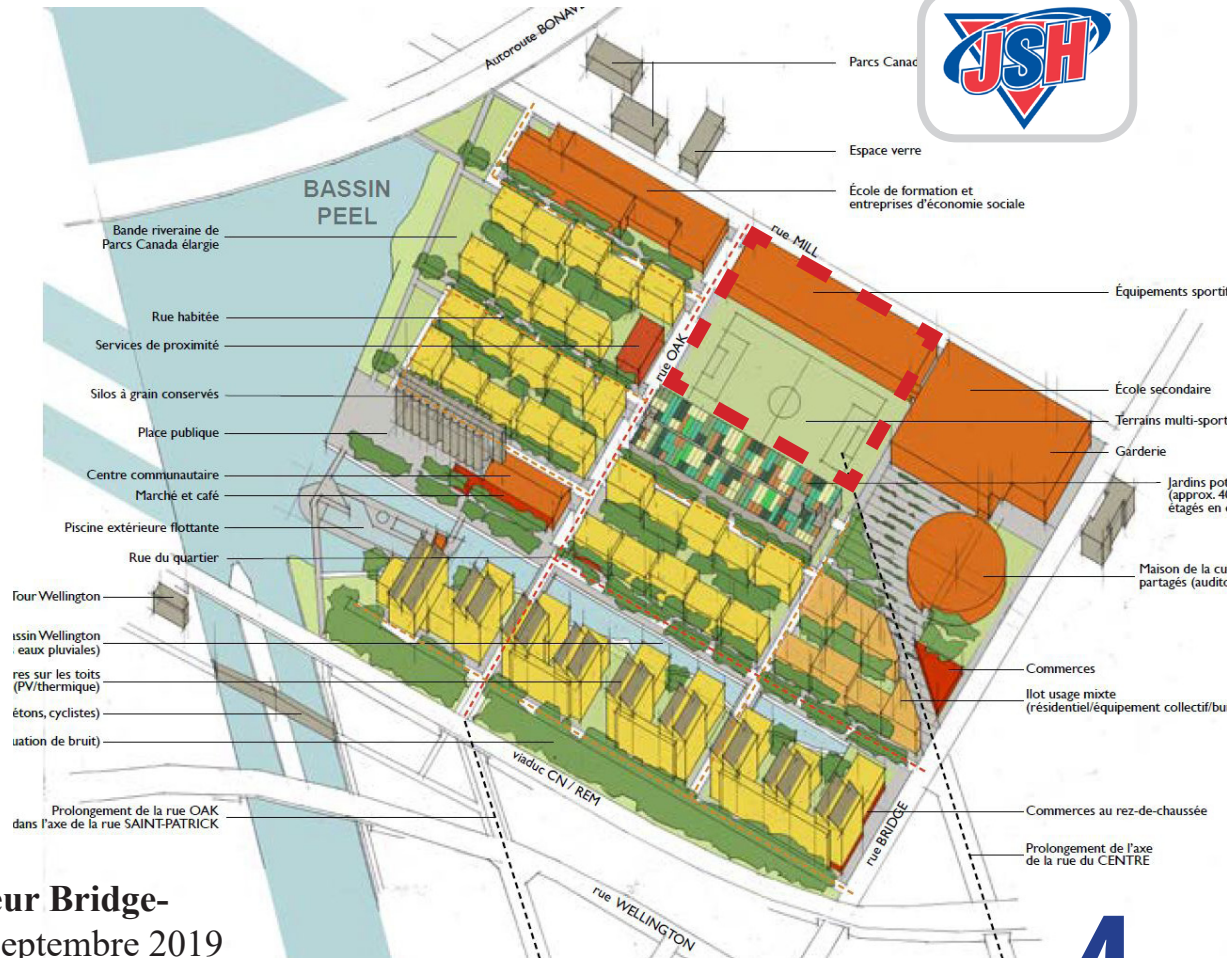 Autoroute BONAV
JSH
Parcs Canad
Espace verre
École de formation et
entreprises d'économie sociale
BASSIN
PEEL
rue MILL
Bande riveraine de
Parcs Canada élargie
Équipements sportif
Rue habitée
Services de proximité
rue OAK
Silos à grain conservés
École secondaire
Place publique
Terrains multi-sport
Garderie
Centre communautaire
Marché et café
Jardins pot
(approx. 40
étagés en
Piscine extérieure flottante
Rue du quartier
Maison de la cu
partagés (audito
Tour Wellington
assin Wellington
eaux pluviales)
Commerces
res sur les toits
(PV/thermique)
Ilot usage mixte
(résidentiel/équipement collectif/bu
étons, cyclistes)
uation de bruit)
viaduc CN / REM
Prolongement de la rue OAK
dans l'axe de la rue SAINT-PATRICK
Commerces au rez-de-chaussée
rue BRIDGE
Prolongement de l'axe
de la rue du CENTRE
rue WELLINGTON
eur Bridge-
eptembre 2019
4